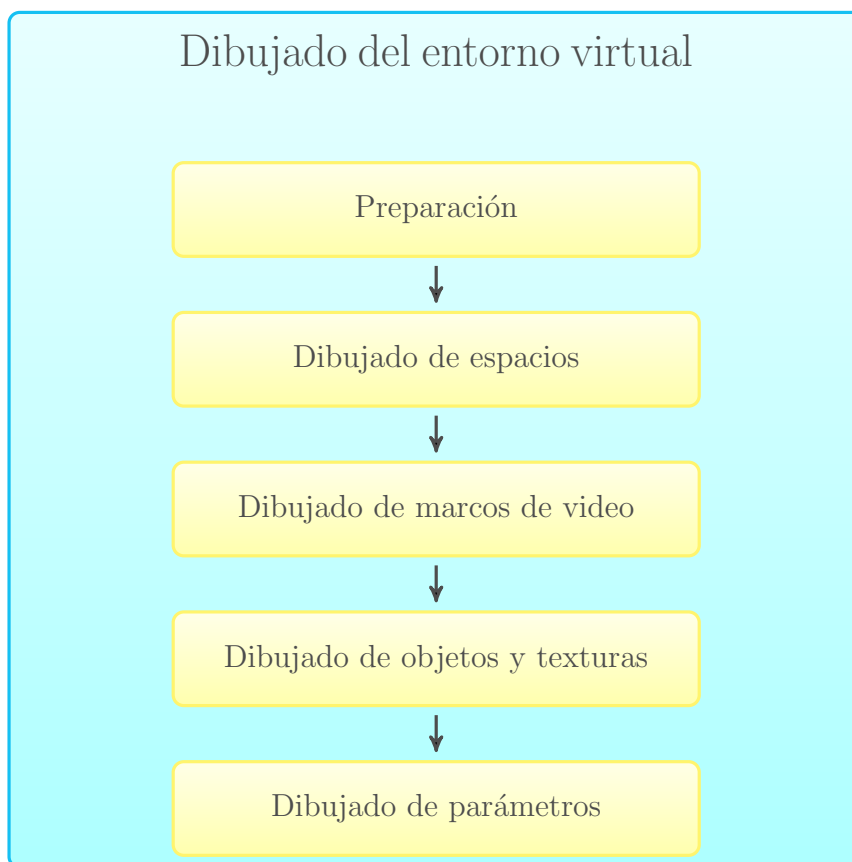 Dibujado del entorno virtual
Preparación
Dibujado de espacios
Dibujado de marcos de video
Dibujado de objetos y texturas
Dibujado de parámetros